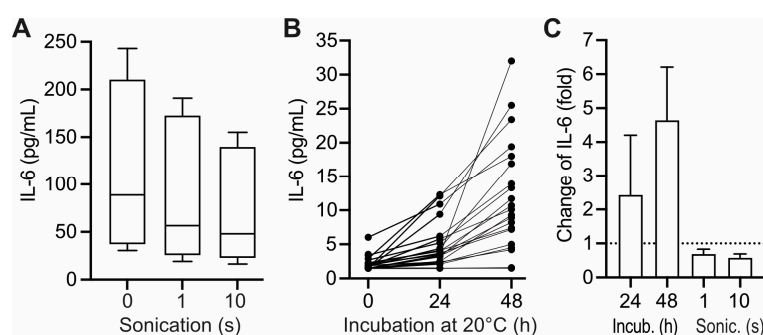 A
IL-6 (pg/mL)
250
200
150
100
50
0
0 1 10
Sonication (s)
B
IL-6 (pg/mL)
35
30
25
20
15
10
5
0
0 24 48
Incubation at 20°C (h)
C
Change of IL-6 (fold)
7
6
5
4
3
2
1
0
24 48 1 10
Incub. (h) Sonic. (s)